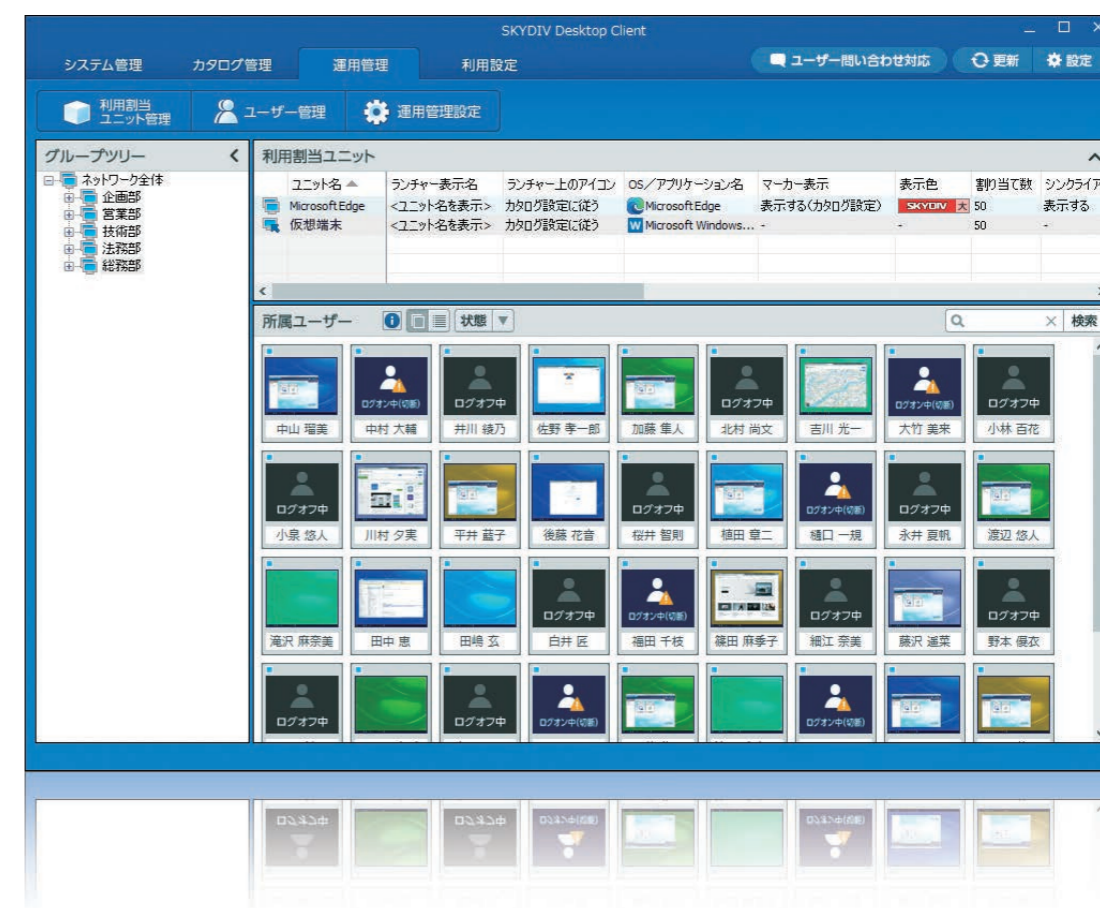 SKYDIV Desktop Client
システム管理 カタログ管理 運用管理 利用設定 ユーザー問い合わせ対応 更新 設定
利用割当
ユニット管理
ユーザー管理 運用管理設定
グループツリー
ネットワーク全体
企画部
営業部
技術部
法務部
総務部
利用割当ユニット
ユニット名 ランチャー表示名 ランチャー上のアイコン OS/アプリケーション名 マーカー表示 表示色 割り当て数 シンクライア
Microsoft Edge <ユニット名を表示> カタログ設定に従う Microsoft Edge 表示する(カタログ設定) SKYDIV 大 50 表示する
仮想端末 <ユニット名を表示> カタログ設定に従う Microsoft Windows... - - 50 -
所属ユーザー 状態 検索
ログオン中(切断) ログオフ中 ログオフ中 ログオン中(切断) ログオフ中
中山 瑠美 中村 大輔 井川 綾乃 佐野 孝一郎 加藤 隼人 北村 尚文 吉川 光一 大竹 美来 小林 百花
ログオフ中 ログオフ中 ログオン中(切断) ログオフ中
小泉 悠人 川村 夕実 平井 藍子 後藤 花音 桜井 智則 植田 章二 樋口 一規 永井 夏帆 渡辺 悠人
ログオフ中 ログオン中(切断) ログオフ中 ログオフ中
滝沢 麻奈美 田中 恵 田嶋 玄 白井 匠 福田 千枝 篠田 麻季子 細江 奈美 藤沢 遥菜 野本 優衣
ログオフ中 ログオフ中 ログオン中(切断) ログオン中(切断)